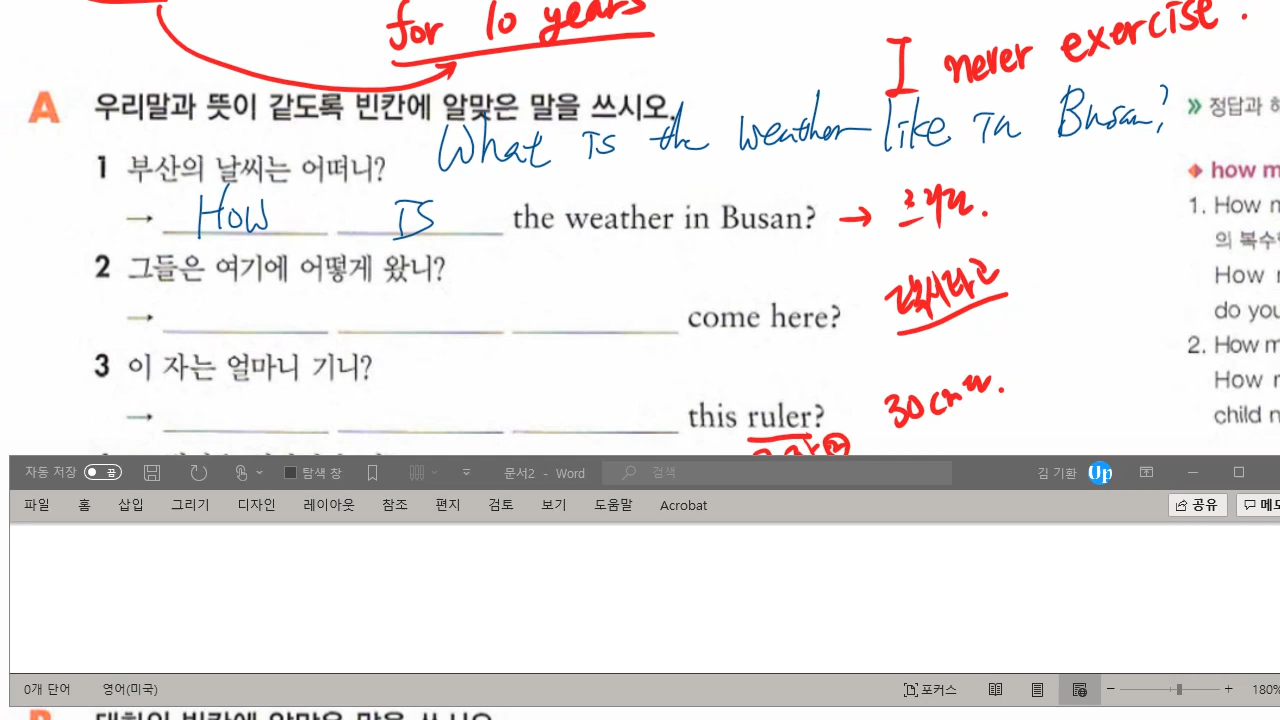 for 10 years
I never exercise.
A 우리말과 뜻이 같도록 빈칸에 알맞은 말을 쓰시오.
What is the weather like in Busan?
» 정답과 해
1 부산의 날씨는 어떠니?
→ How is the weather in Busan? → 흐리다.
2 그들은 여기에 어떻게 왔니?
→ come here?
3 이 자는 얼마나 기니?
→ this ruler? 30cm
how m
1. How m
의 복수형
How m
do you
2. How m
How m
child n
자동 저장 끔 탐색 창 문서2 - Word 검색 김 기환 Up
파일 홈 삽입 그리기 디자인 레이아웃 참조 편지 검토 보기 도움말 Acrobat 공유 메모
0개 단어 영어(미국) 포커스 180%
B 대화의 빈칸에 알맞은 말을 쓰시오.